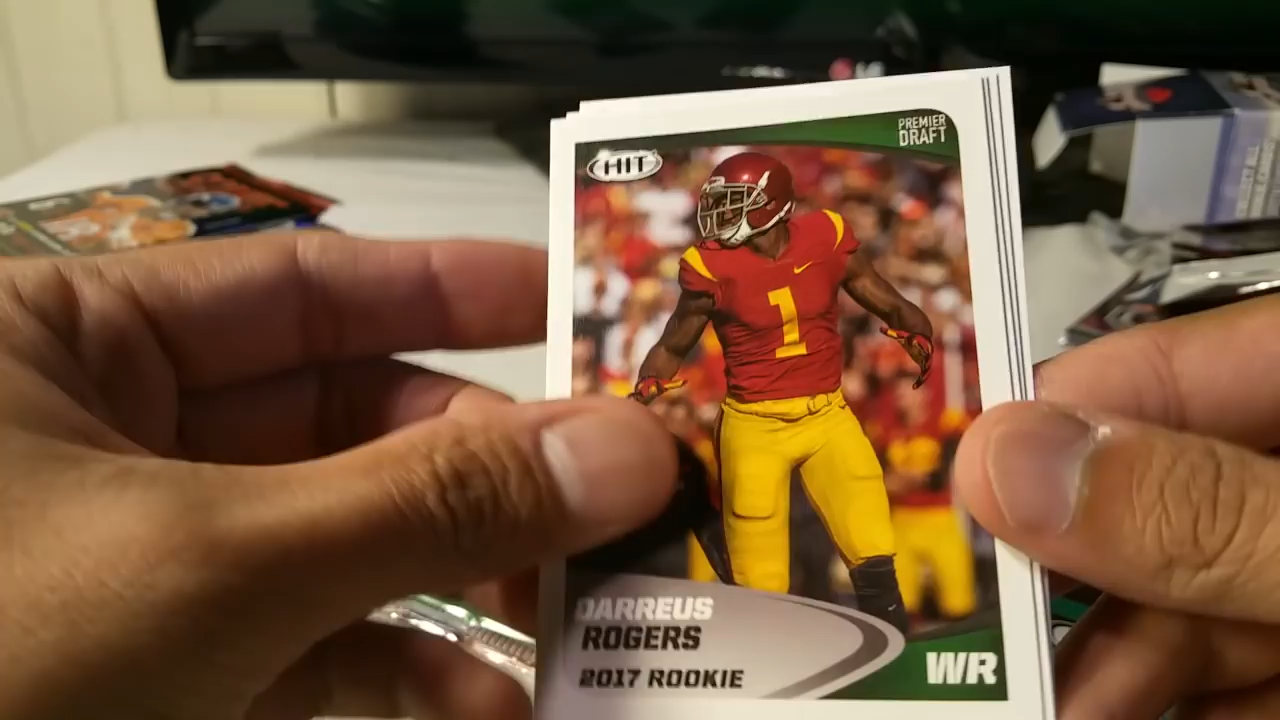 PREMIER
DRAFT
HIT
1
DARREUS
ROGERS
2017 ROOKIE
WR